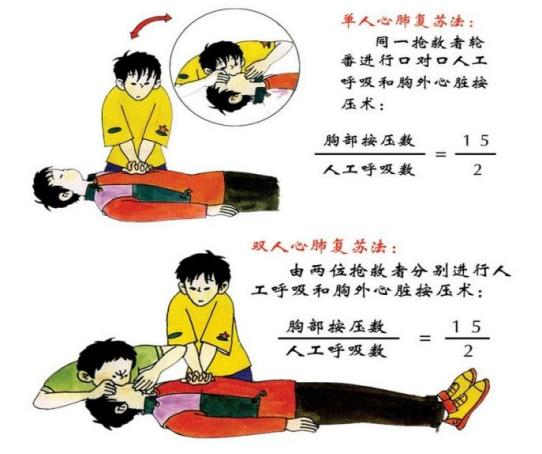 单人心肺复苏法：
同一抢救者轮
番进行口对口人工
呼吸和胸外心脏按
压术：
胸部按压数
人工呼吸数
=
15
2
双人心肺复苏法：
由两位抢救者分别进行人
工呼吸和胸外心脏按压术：
胸部按压数
人工呼吸数
=
15
2